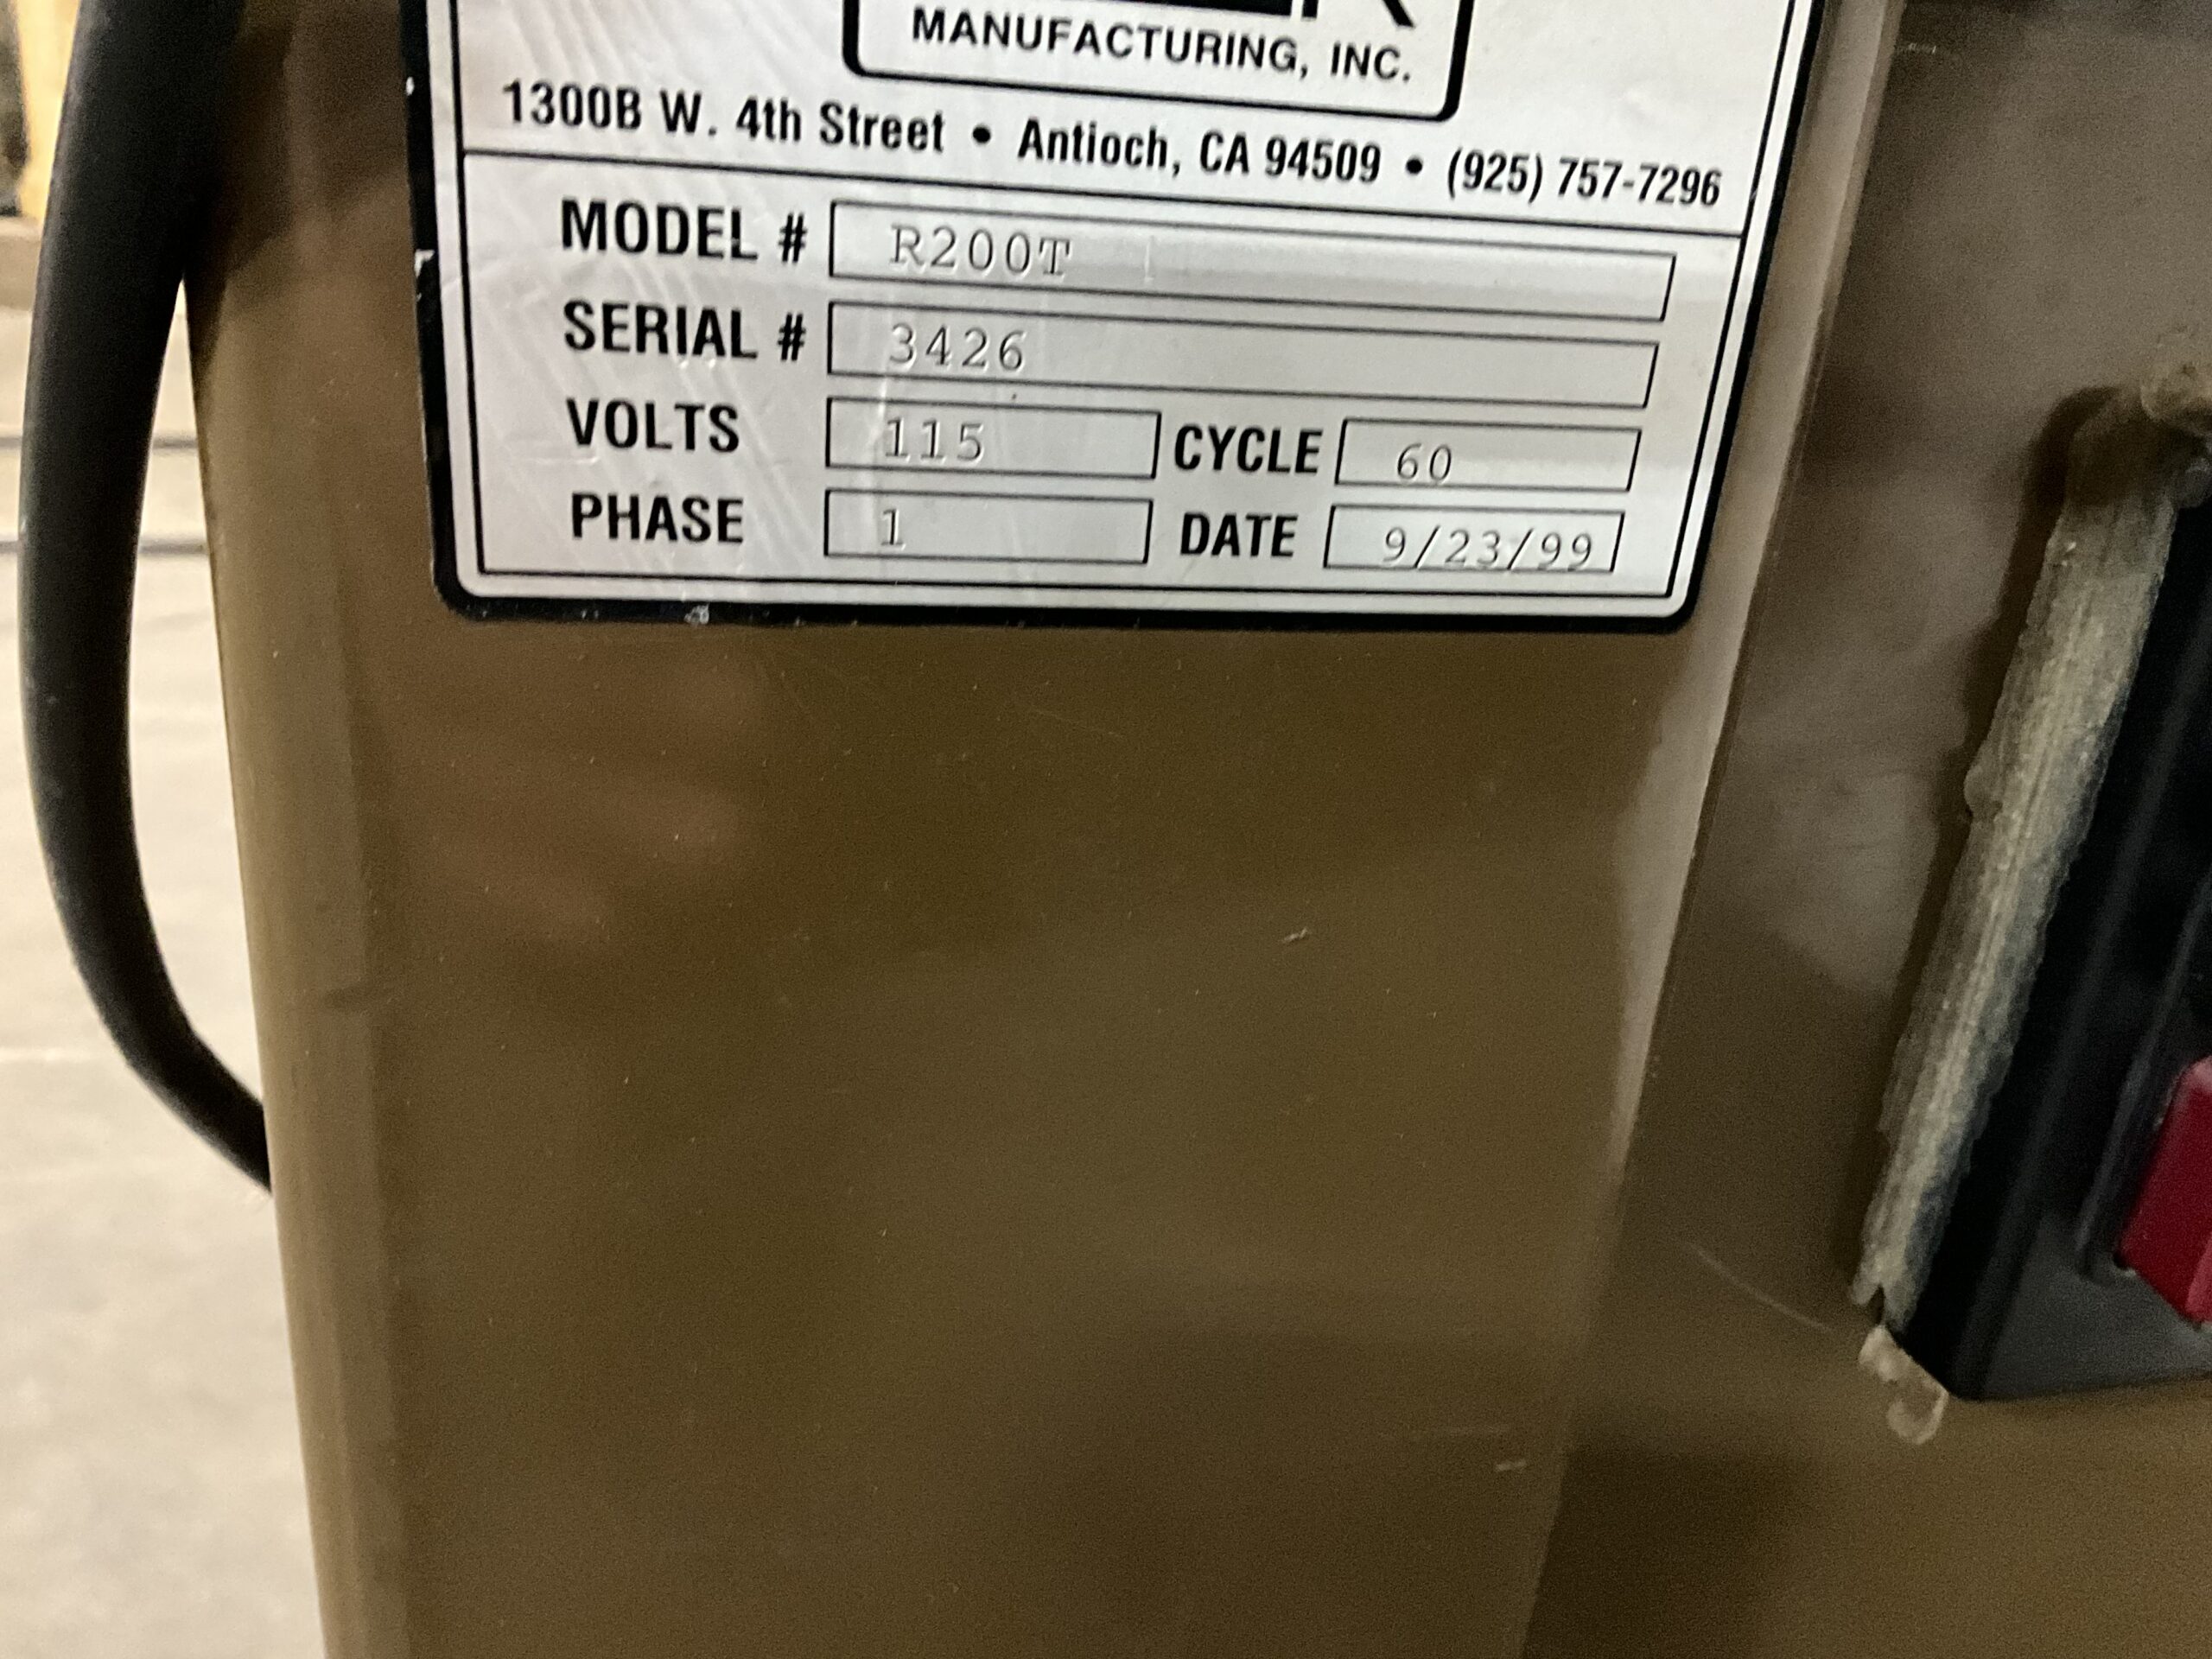 MANUFACTURING, INC.
1300B W. 4th Street • Antioch, CA 94509 • (925) 757-7296
MODEL # R200T
SERIAL # 3426
VOLTS 115 CYCLE 60
PHASE 1 DATE 9/23/99